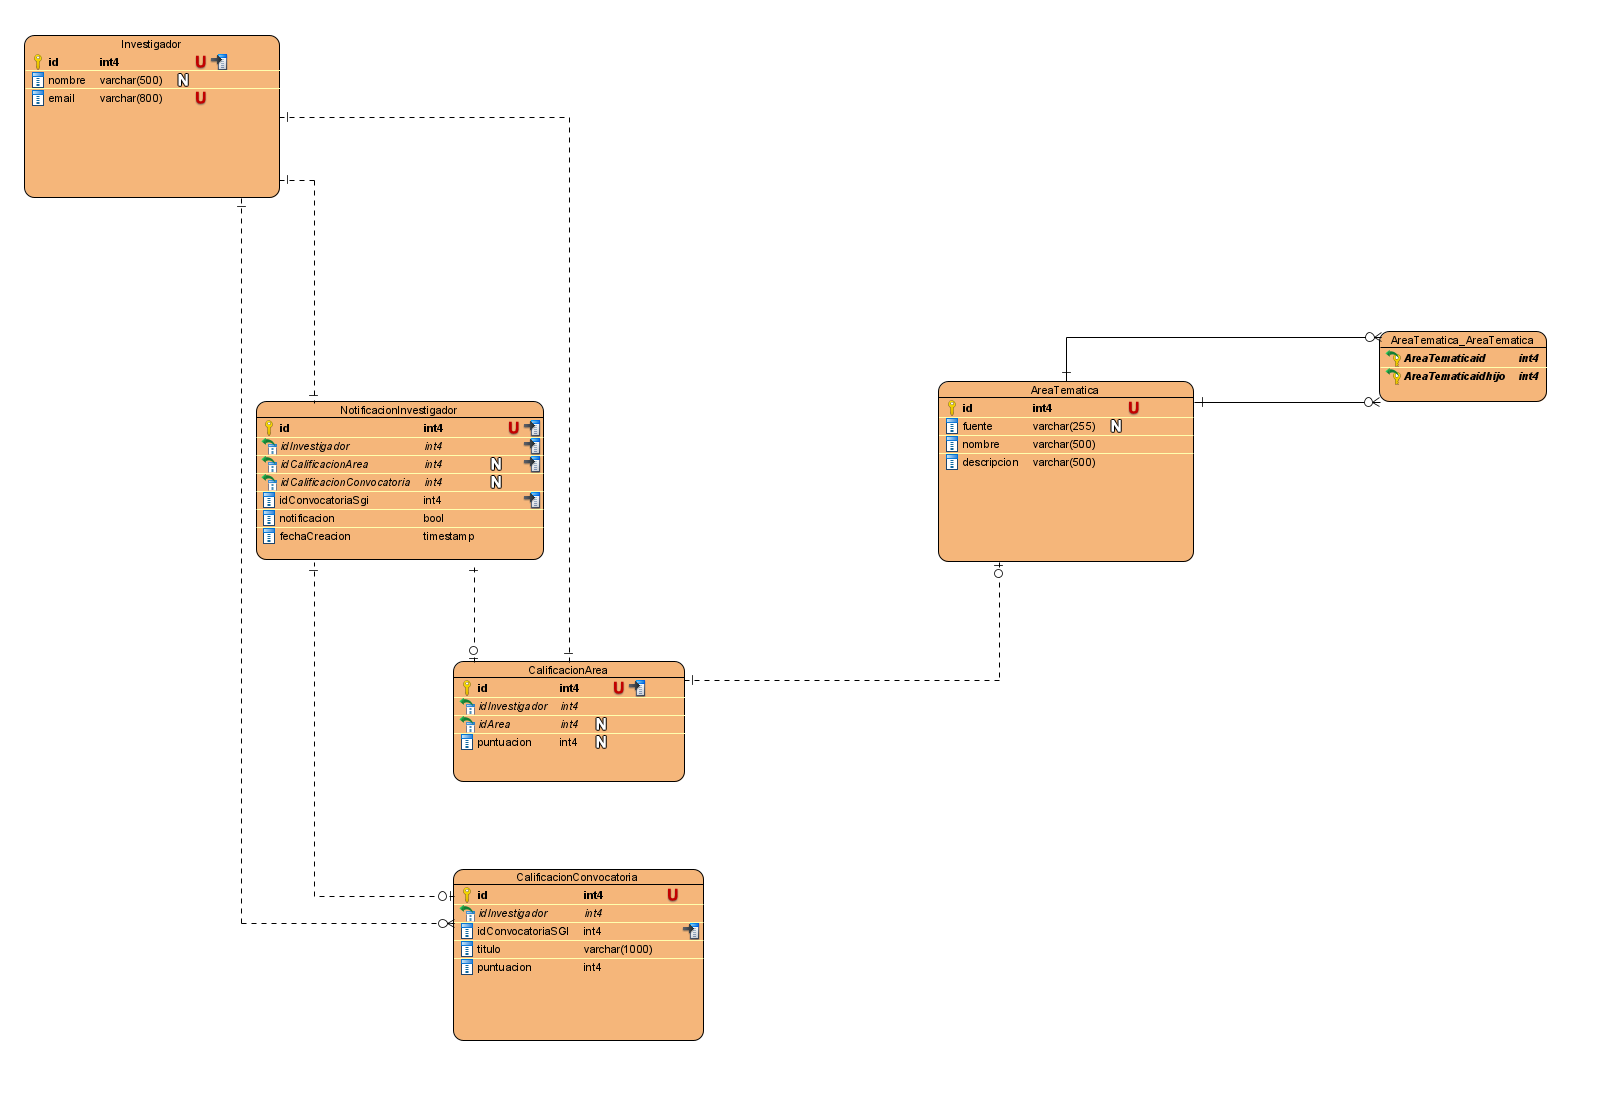 Investigador
id int4 U
nombre varchar(500) N
email varchar(800) U
AreaTematica_AreaTematica
AreaTematicaid int4
AreaTematicaidhijo int4
AreaTematica
id int4 U
fuente varchar(255) N
nombre varchar(500)
descripcion varchar(500)
NotificacionInvestigador
id int4 U
idInvestigador int4
idCalificacionArea int4 N
idCalificacionConvocatoria int4 N
idConvocatoriaSgi int4
notificacion bool
fechaCreacion timestamp
CalificacionArea
id int4 U
idInvestigador int4
idArea int4 N
puntuacion int4 N
CalificacionConvocatoria
id int4 U
idInvestigador int4
idConvocatoriaSGI int4
titulo varchar(1000)
puntuacion int4